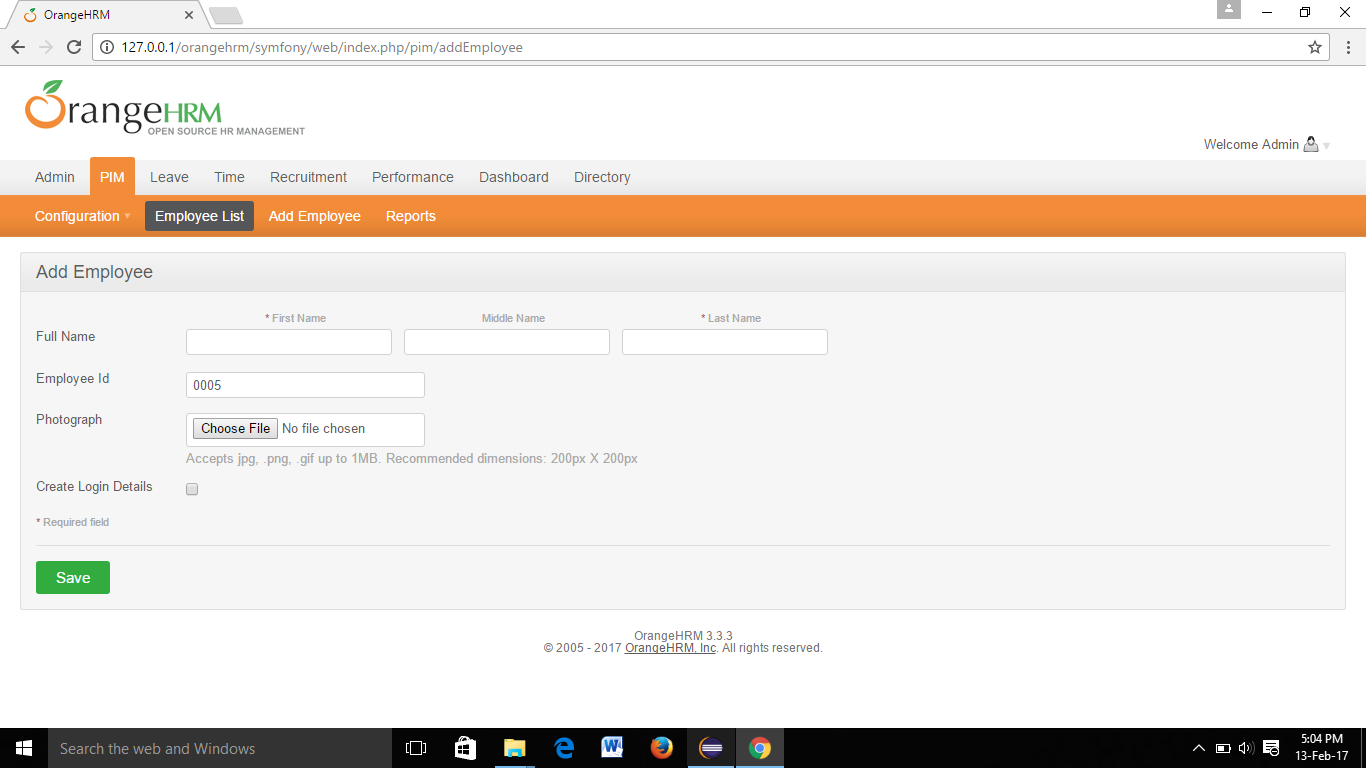 OrangeHRM
127.0.0.1/orangehrm/symfony/web/index.php/pim/addEmployee
OrangeHRM
OPEN SOURCE HR MANAGEMENT
Welcome Admin
Admin PIM Leave Time Recruitment Performance Dashboard Directory
Configuration Employee List Add Employee Reports
Add Employee
* First Name Middle Name * Last Name
Full Name
Employee Id 0005
Photograph Choose File No file chosen
Accepts jpg, .png, .gif up to 1MB. Recommended dimensions: 200px X 200px
Create Login Details
* Required field
Save
OrangeHRM 3.3.3
© 2005 - 2017 OrangeHRM, Inc. All rights reserved.
Search the web and Windows
5:04 PM
13-Feb-17